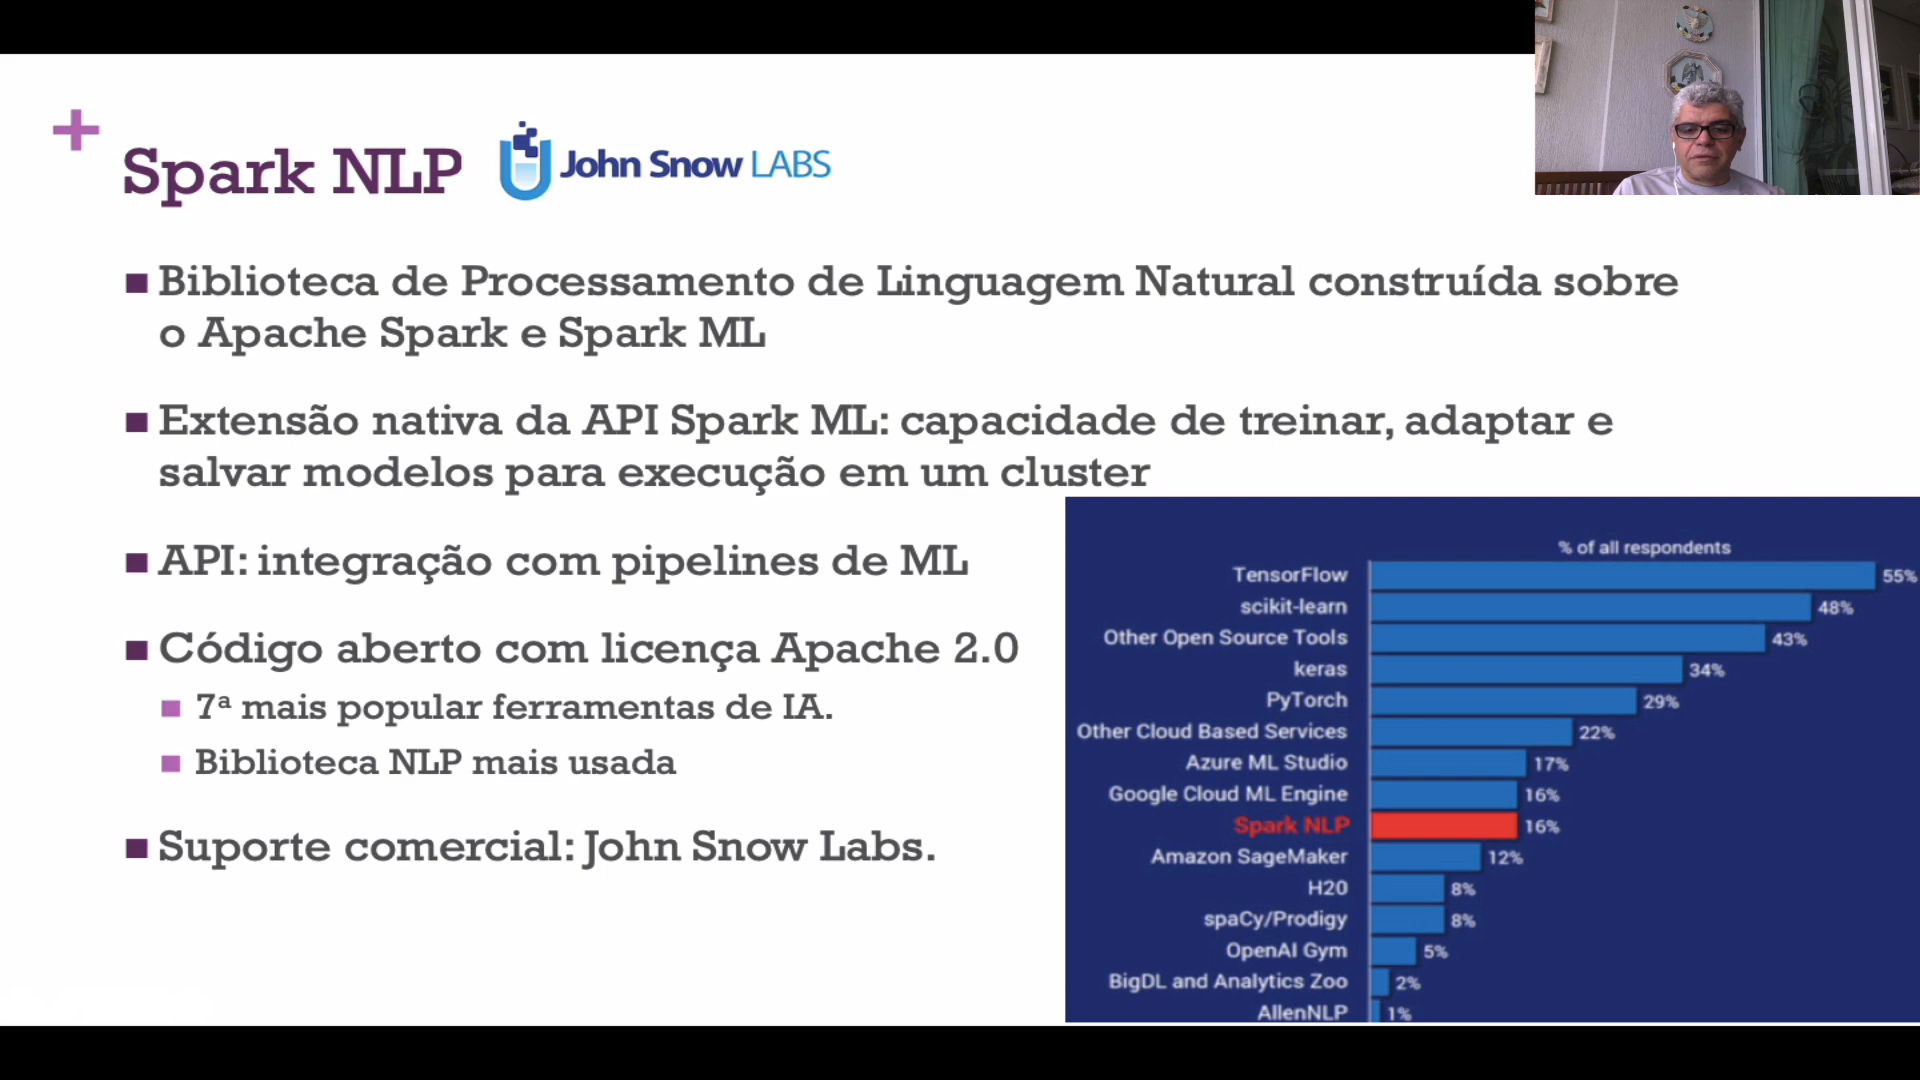 +
Spark NLP
John Snow LABS
Biblioteca de Processamento de Linguagem Natural construída sobre
o Apache Spark e Spark ML
Extensão nativa da API Spark ML: capacidade de treinar, adaptar e
salvar modelos para execução em um cluster
API: integração com pipelines de ML
Código aberto com licença Apache 2.0
7ª mais popular ferramentas de IA.
Biblioteca NLP mais usada
Suporte comercial: John Snow Labs.
% of all respondents
TensorFlow 55%
scikit-learn 48%
Other Open Source Tools 43%
keras 34%
PyTorch 29%
Other Cloud Based Services 22%
Azure ML Studio 17%
Google Cloud ML Engine 16%
Spark NLP 16%
Amazon SageMaker 12%
H20 8%
spaCy/Prodigy 8%
OpenAI Gym 5%
BigDL and Analytics Zoo 2%
AllenNLP 1%